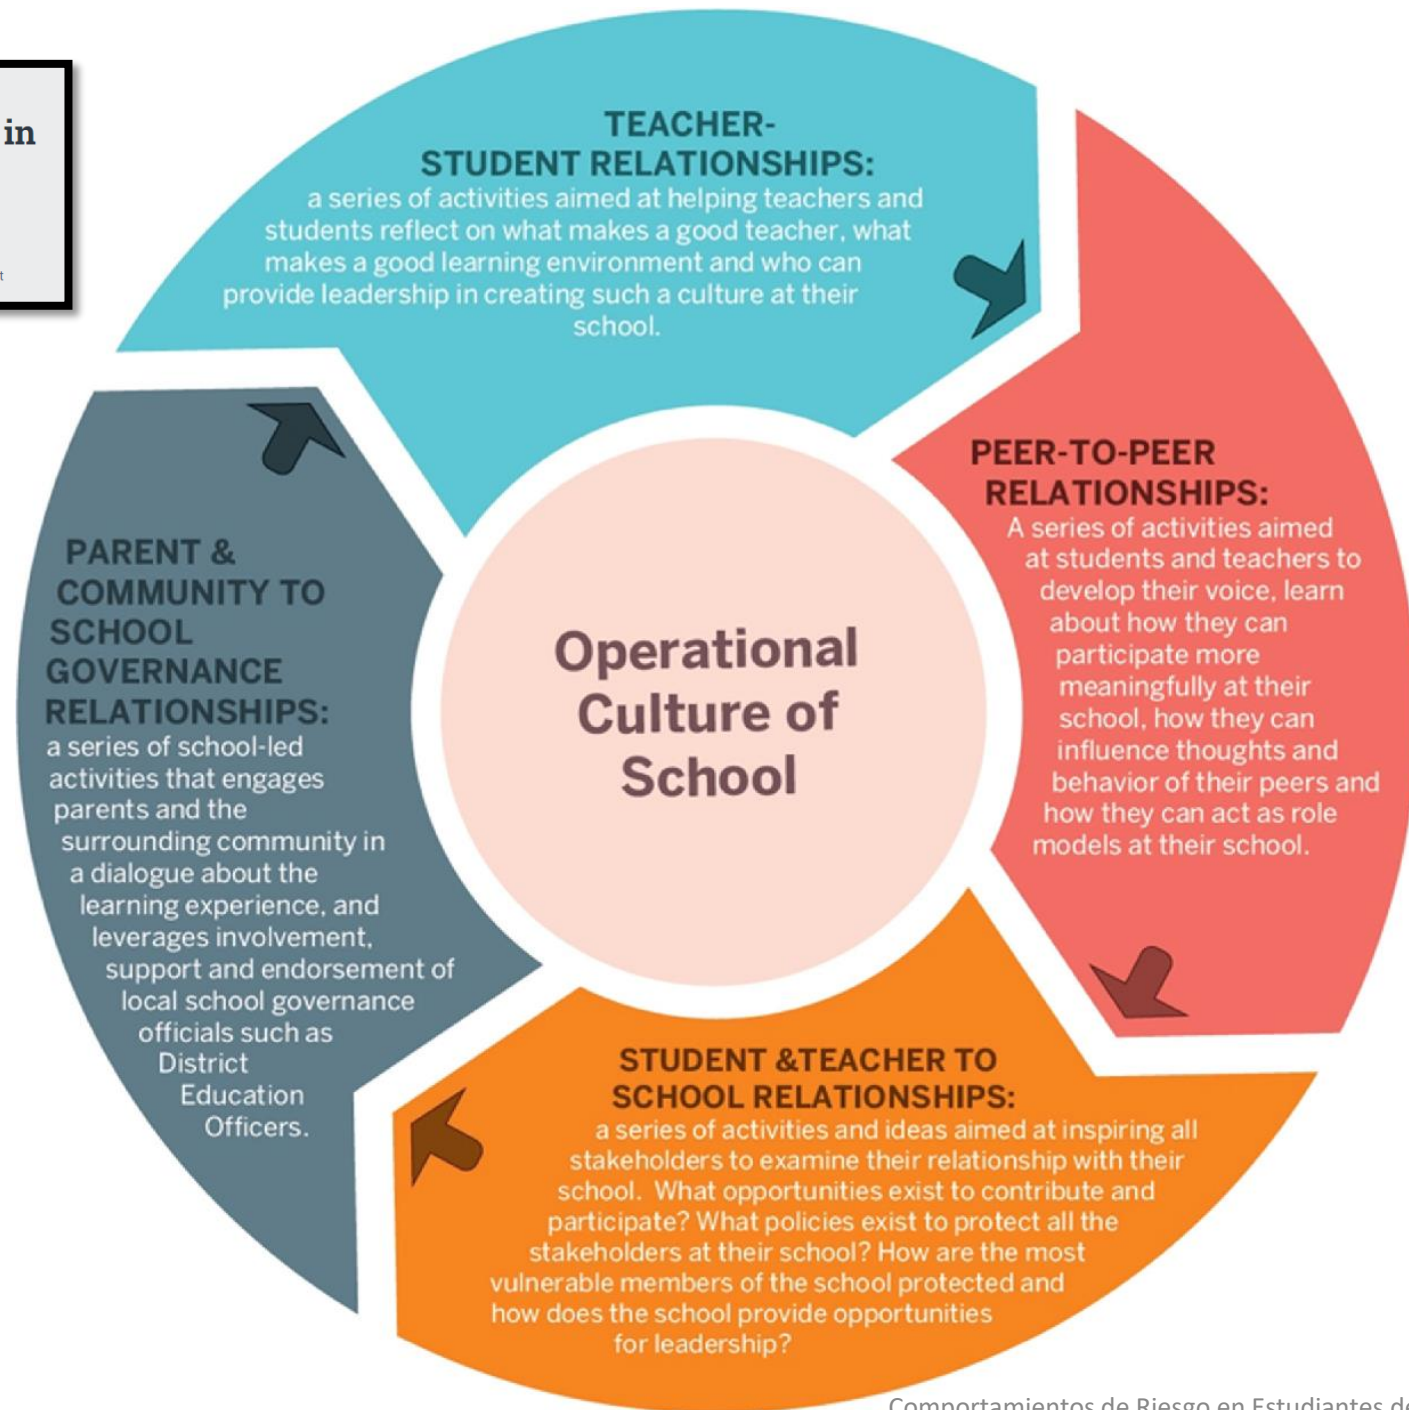 in
t
TEACHER-
STUDENT RELATIONSHIPS:
a series of activities aimed at helping teachers and
students reflect on what makes a good teacher, what
makes a good learning environment and who can
provide leadership in creating such a culture at their
school.
PEER-TO-PEER
RELATIONSHIPS:
A series of activities aimed
at students and teachers to
develop their voice, learn
about how they can
participate more
meaningfully at their
school, how they can
influence thoughts and
behavior of their peers and
how they can act as role
models at their school.
STUDENT &TEACHER TO
SCHOOL RELATIONSHIPS:
a series of activities and ideas aimed at inspiring all
stakeholders to examine their relationship with their
school. What opportunities exist to contribute and
participate? What policies exist to protect all the
stakeholders at their school? How are the most
vulnerable members of the school protected and
how does the school provide opportunities
for leadership?
PARENT &
COMMUNITY TO
SCHOOL
GOVERNANCE
RELATIONSHIPS:
a series of school-led
activities that engages
parents and the
surrounding community in
a dialogue about the
learning experience, and
leverages involvement,
support and endorsement of
local school governance
officials such as
District
Education
Officers.
Operational
Culture of
School
Comportamientos de Riesgo en Estudiantes de